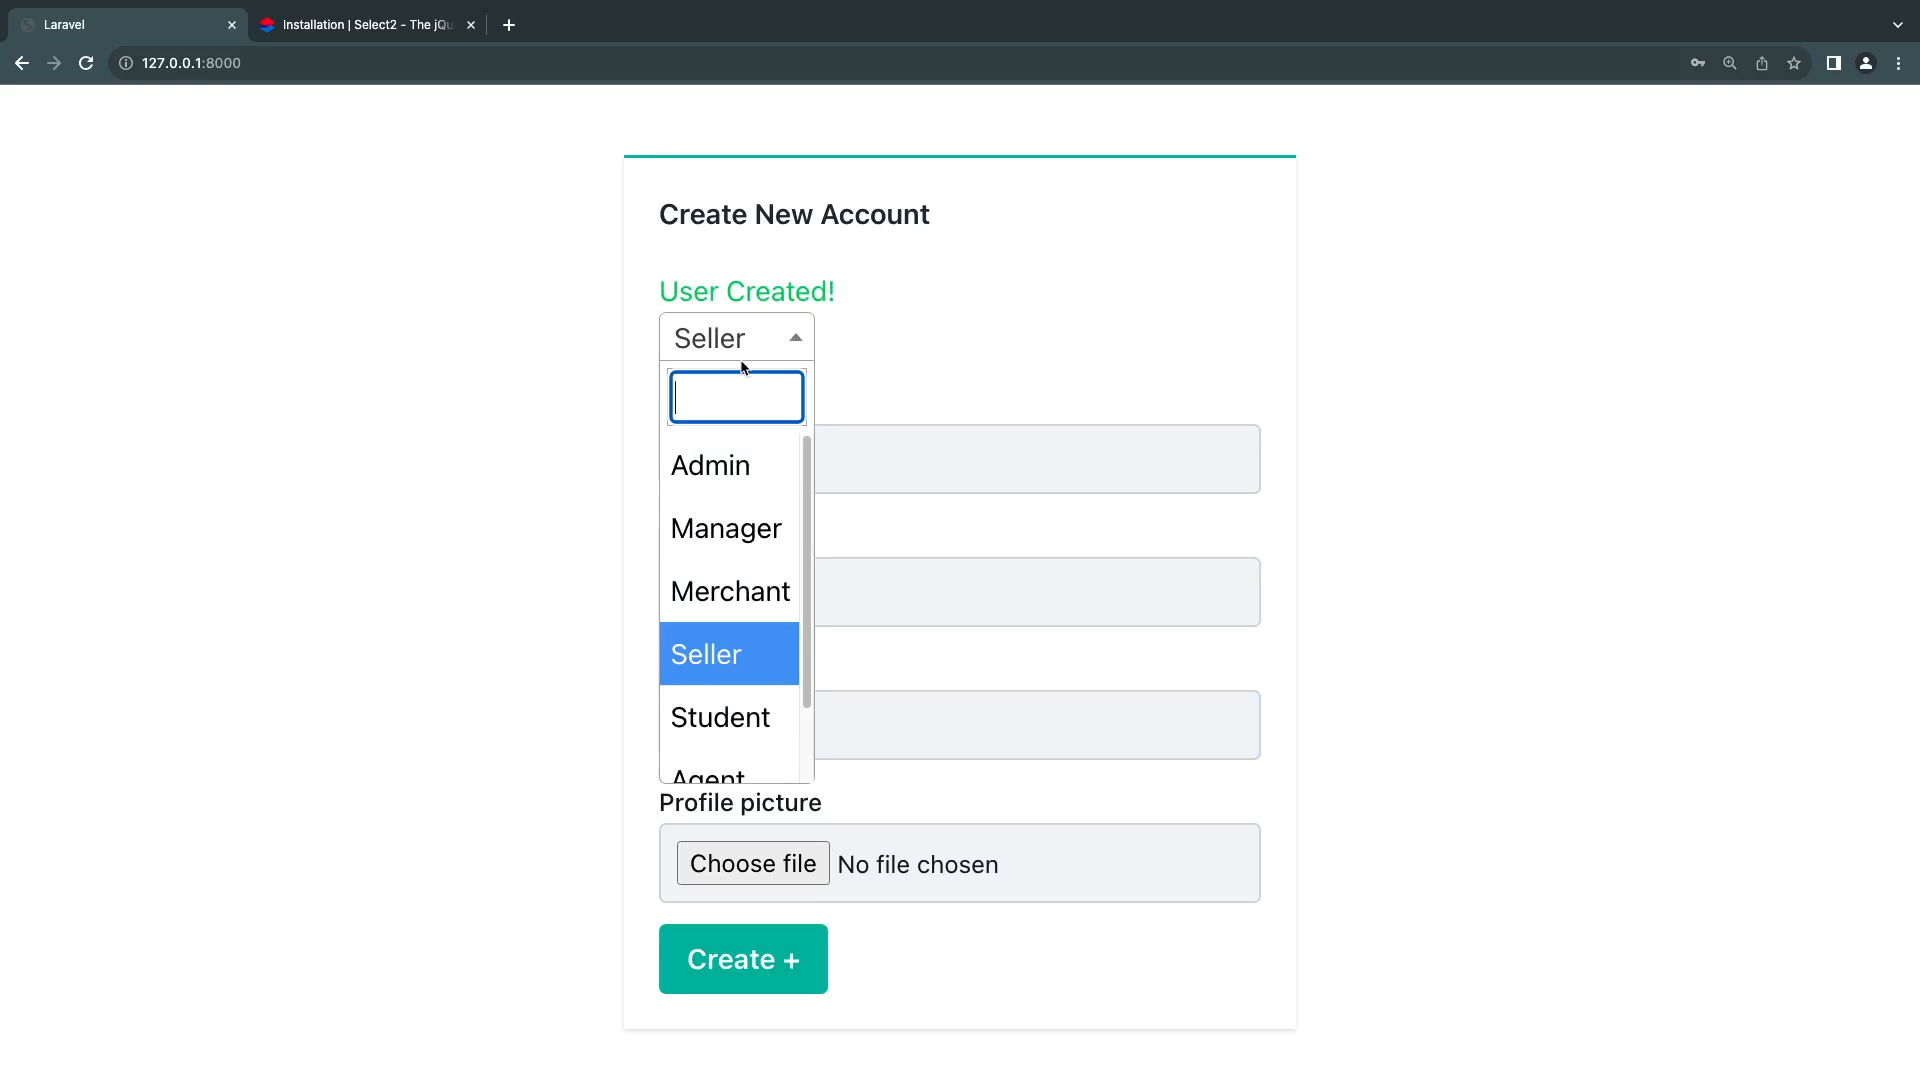 Laravel
Installation | Select2 - The jQu
127.0.0.1:8000
Create New Account
User Created!
Seller
Admin
Manager
Merchant
Seller
Student
Agent
Profile picture
Choose file No file chosen
Create +